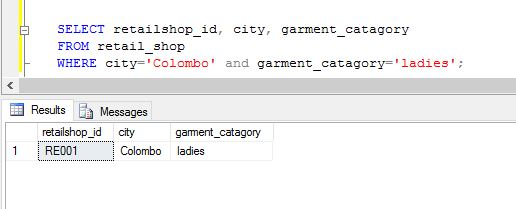 SELECT retailshop_id, city, garment_catagory
FROM retail_shop
WHERE city='Colombo' and garment_catagory='ladies';
Results Messages
retailshop_id city garment_catagory
1 RE001 Colombo ladies